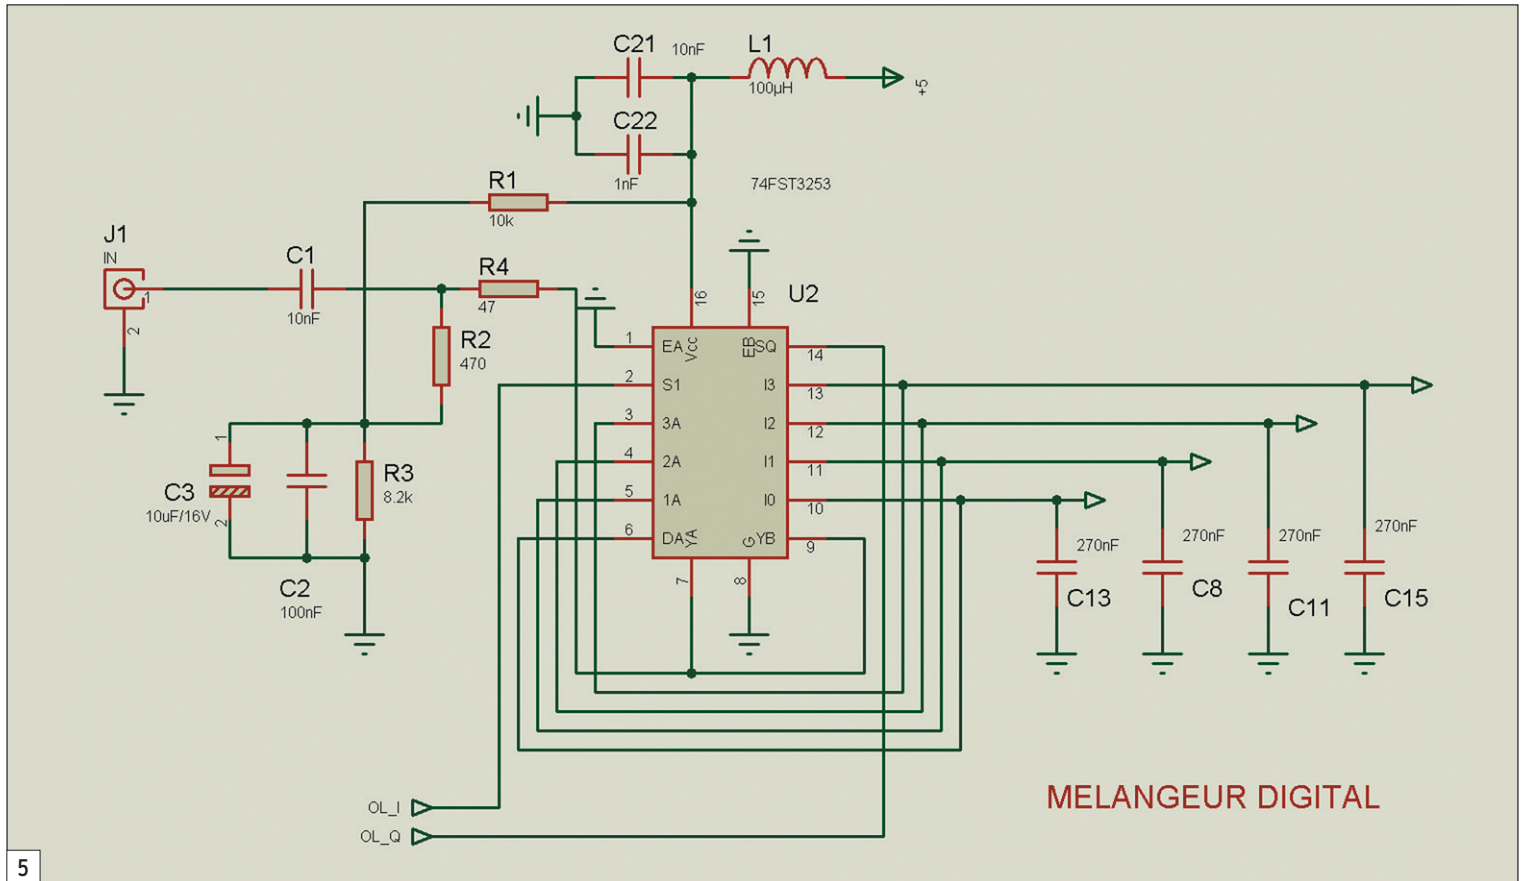 C21 10nF L1
100µH
+5
C22
1nF
74FST3253
R1
10k
J1
IN
1
2
C1
10nF
R4
47
R2
470
16
15
U2
1 EA Vcc EB SQ 14
2 S1 I3 13
3 3A I2 12
4 2A I1 11
5 1A I0 10
6 DA YA G YB 9
7
8
1
C3
10uF/16V
2
R3
8.2k
C2
100nF
270nF 270nF 270nF 270nF
C13 C8 C11 C15
OL_I
OL_Q
MELANGEUR DIGITAL
5